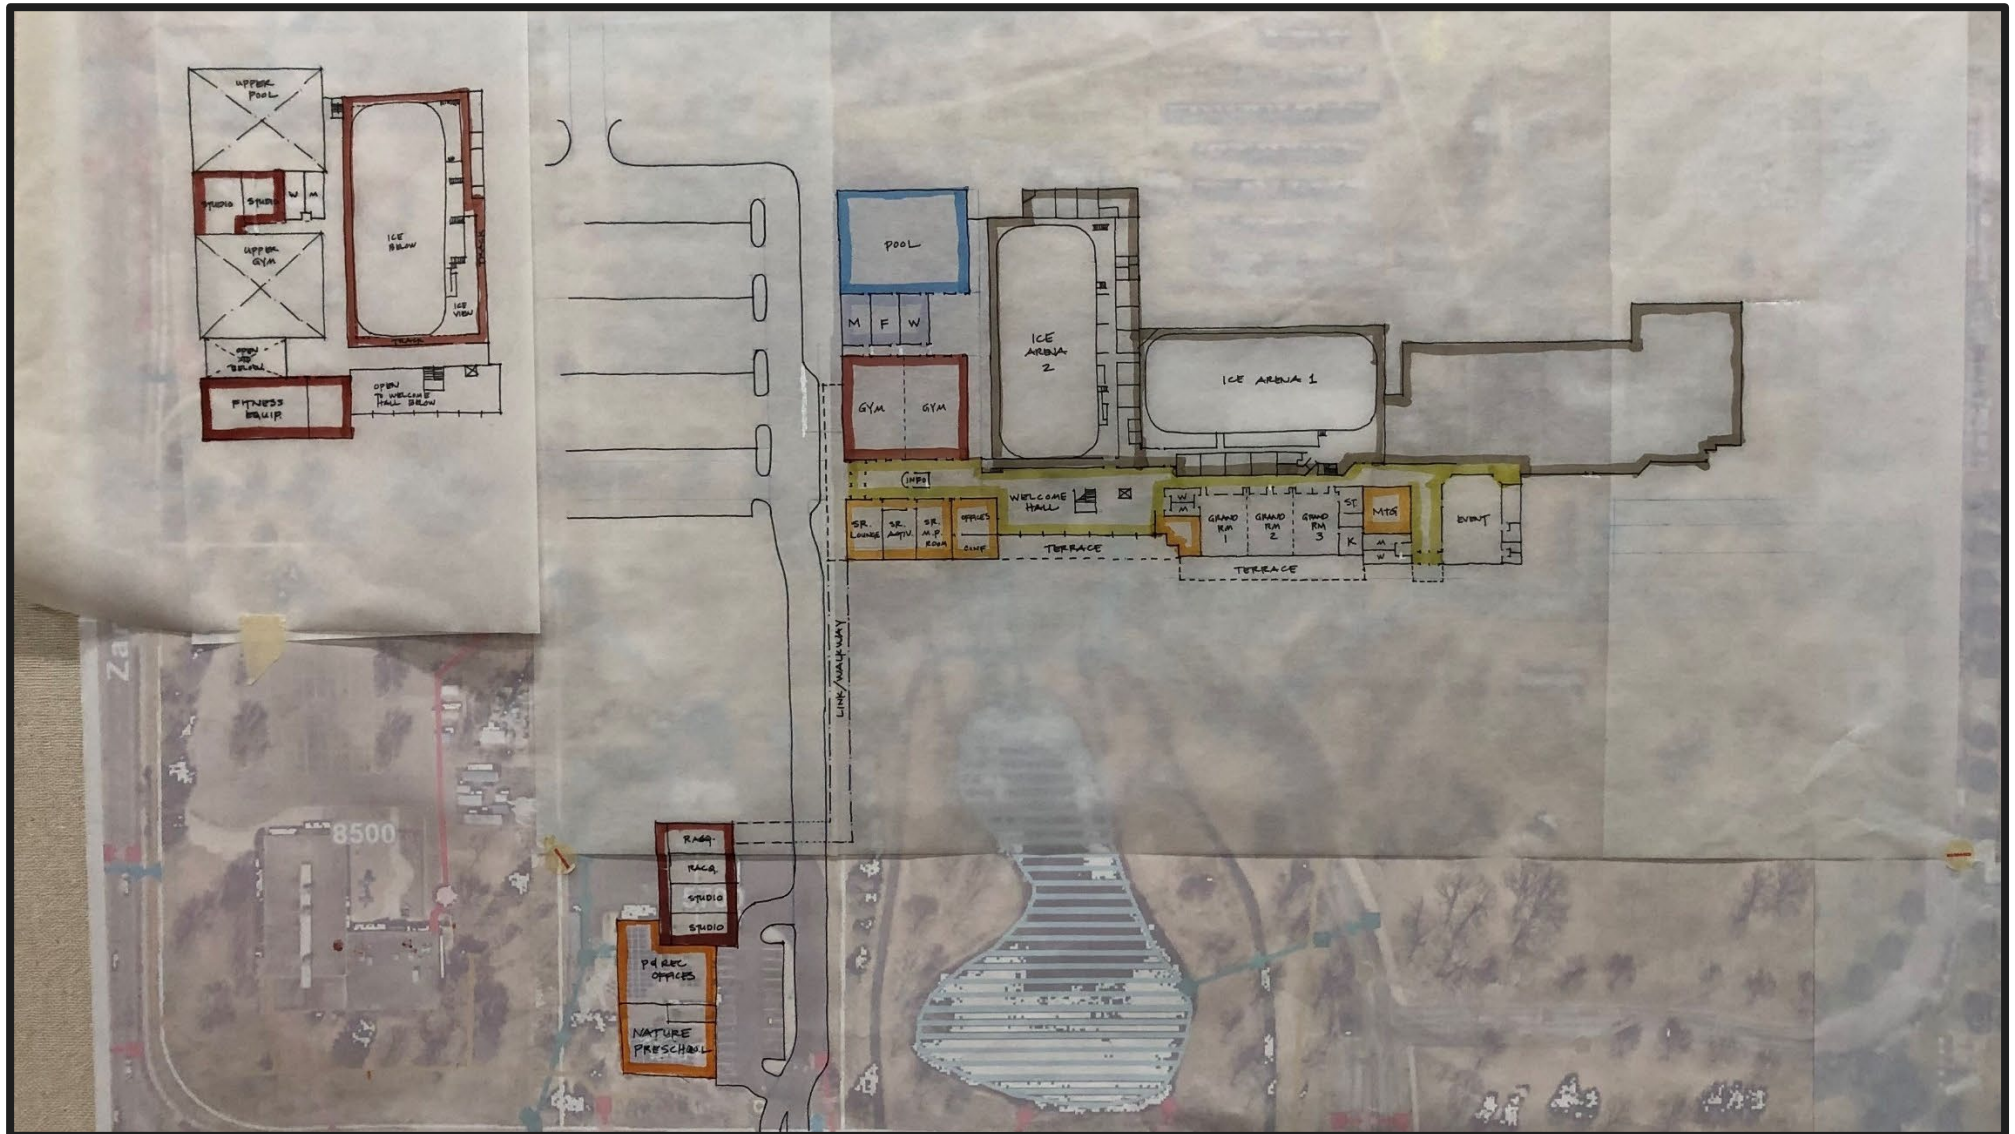 UPPER
POOL
STUDIO
STUDIO
W
M
UPPER
GYM
ICE
BELOW
TRACK
ICE
VIEW
TRACK
OPEN
TO
BELOW
FITNESS
EQUIP.
OPEN
TO WELCOME
HALL BELOW
POOL
M
F
W
GYM
GYM
ICE
ARENA
2
ICE ARENA 1
INFO
SR.
LOUNGE
SR.
ACTIV.
SR.
M.P.
ROOM
OFFICES
CONF
WELCOME
HALL
TERRACE
W
M
GRAND
RM
1
GRAND
RM
2
GRAND
RM
3
ST.
K
MTG
M
W
EVENT
TERRACE
LINK/WALKWAY
Za
8500
RACQ.
RACQ.
STUDIO
STUDIO
P&REC
OFFICES
NATURE
PRESCHOOL